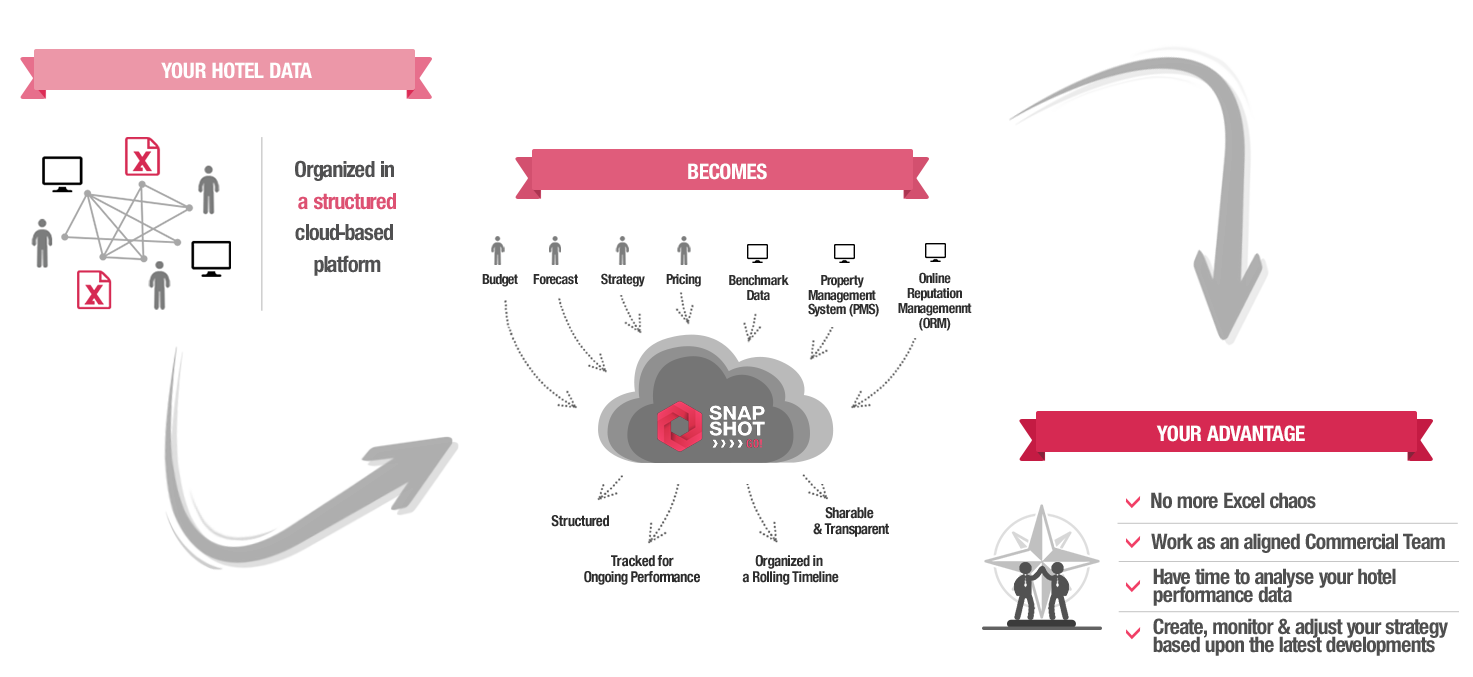 YOUR HOTEL DATA
Organized in
a structured
cloud-based
platform
BECOMES
Budget
Forecast
Strategy
Pricing
Benchmark
Data
Property
Management
System (PMS)
Online
Reputation
Managemennt
(ORM)
SNAP
SHOT
Structured
Tracked for
Ongoing Performance
Organized in
a Rolling Timeline
Sharable
& Transparent
YOUR ADVANTAGE
No more Excel chaos
Work as an aligned Commercial Team
Have time to analyse your hotel
performance data
Create, monitor & adjust your strategy
based upon the latest developments